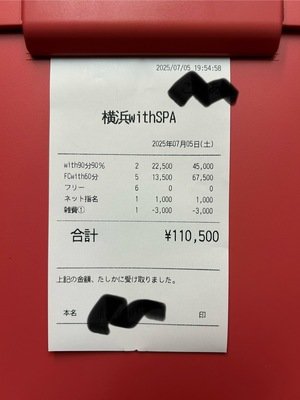 2025/07/05 19:54:58
横浜withSPA
2025年07月05日(土)
with90分90% 2 22,500 45,000
FCwith60分 5 13,500 67,500
フリー 6 0 0
ネット指名 1 1,000 1,000
雑費① 1 -3,000 -3,000
合計 ¥110,500
上記の金額、たしかに受け取りました。
本名 印